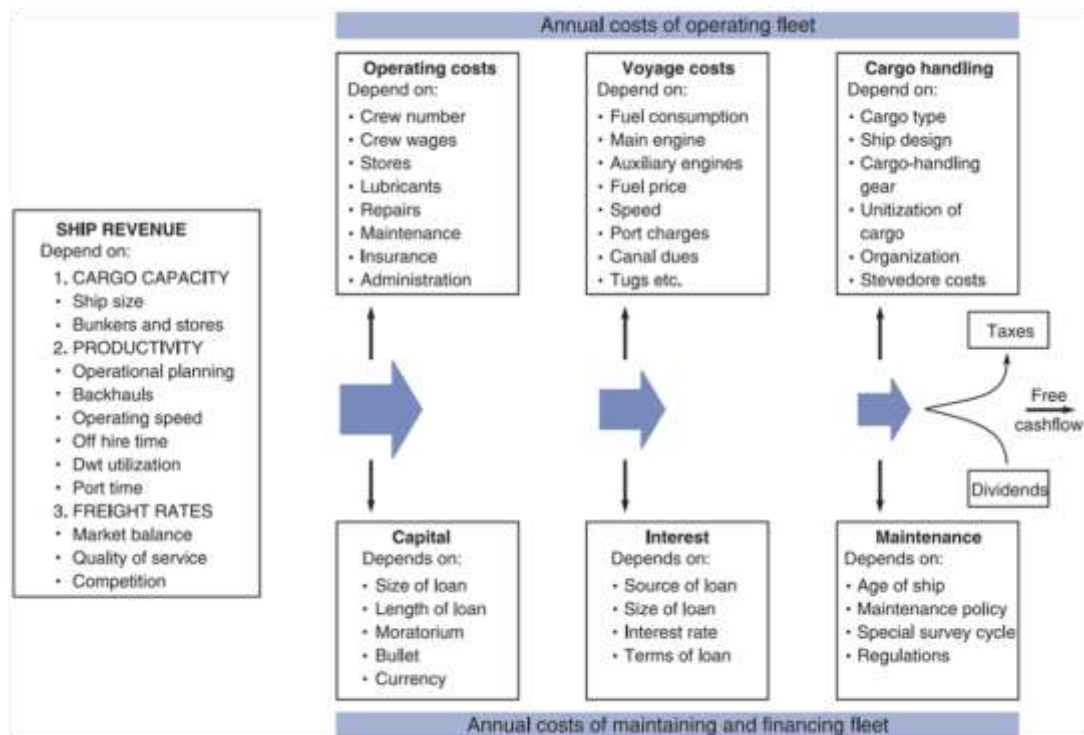 Annual costs of operating fleet
Operating costs
Depend on:
• Crew number
• Crew wages
• Stores
• Lubricants
• Repairs
• Maintenance
• Insurance
• Administration
Voyage costs
Depend on:
• Fuel consumption
• Main engine
• Auxiliary engines
• Fuel price
• Speed
• Port charges
• Canal dues
• Tugs etc.
Cargo handling
Depend on:
• Cargo type
• Ship design
• Cargo-handling
gear
• Unitization of
cargo
• Organization
• Stevedore costs
SHIP REVENUE
Depend on:
1. CARGO CAPACITY
• Ship size
• Bunkers and stores
2. PRODUCTIVITY
• Operational planning
• Backhauls
• Operating speed
• Off hire time
• Dwt utilization
• Port time
3. FREIGHT RATES
• Market balance
• Quality of service
• Competition
Taxes
Free
cashflow
Dividends
Capital
Depends on:
• Size of loan
• Length of loan
• Moratorium
• Bullet
• Currency
Interest
Depends on:
• Source of loan
• Size of loan
• Interest rate
• Terms of loan
Maintenance
Depends on:
• Age of ship
• Maintenance policy
• Special survey cycle
• Regulations
Annual costs of maintaining and financing fleet